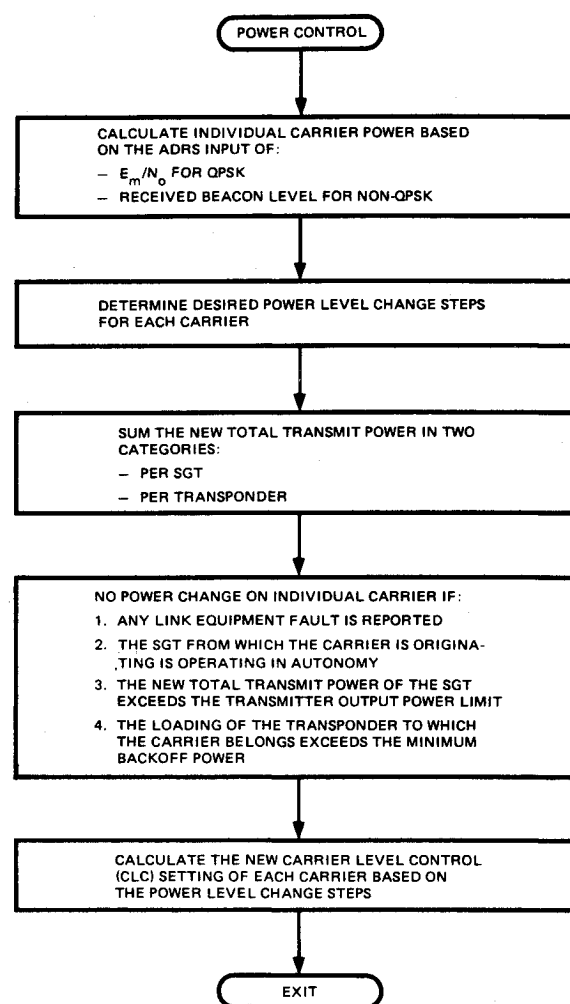 POWER CONTROL
CALCULATE INDIVIDUAL CARRIER POWER BASED
ON THE ADRS INPUT OF:
– Em/No FOR QPSK
– RECEIVED BEACON LEVEL FOR NON-QPSK
DETERMINE DESIRED POWER LEVEL CHANGE STEPS
FOR EACH CARRIER
SUM THE NEW TOTAL TRANSMIT POWER IN TWO
CATEGORIES:
– PER SGT
– PER TRANSPONDER
NO POWER CHANGE ON INDIVIDUAL CARRIER IF:
1. ANY LINK EQUIPMENT FAULT IS REPORTED
2. THE SGT FROM WHICH THE CARRIER IS ORIGINA-
TING IS OPERATING IN AUTONOMY
3. THE NEW TOTAL TRANSMIT POWER OF THE SGT
EXCEEDS THE TRANSMITTER OUTPUT POWER LIMIT
4. THE LOADING OF THE TRANSPONDER TO WHICH
THE CARRIER BELONGS EXCEEDS THE MINIMUM
BACKOFF POWER
CALCULATE THE NEW CARRIER LEVEL CONTROL
(CLC) SETTING OF EACH CARRIER BASED ON
THE POWER LEVEL CHANGE STEPS
EXIT